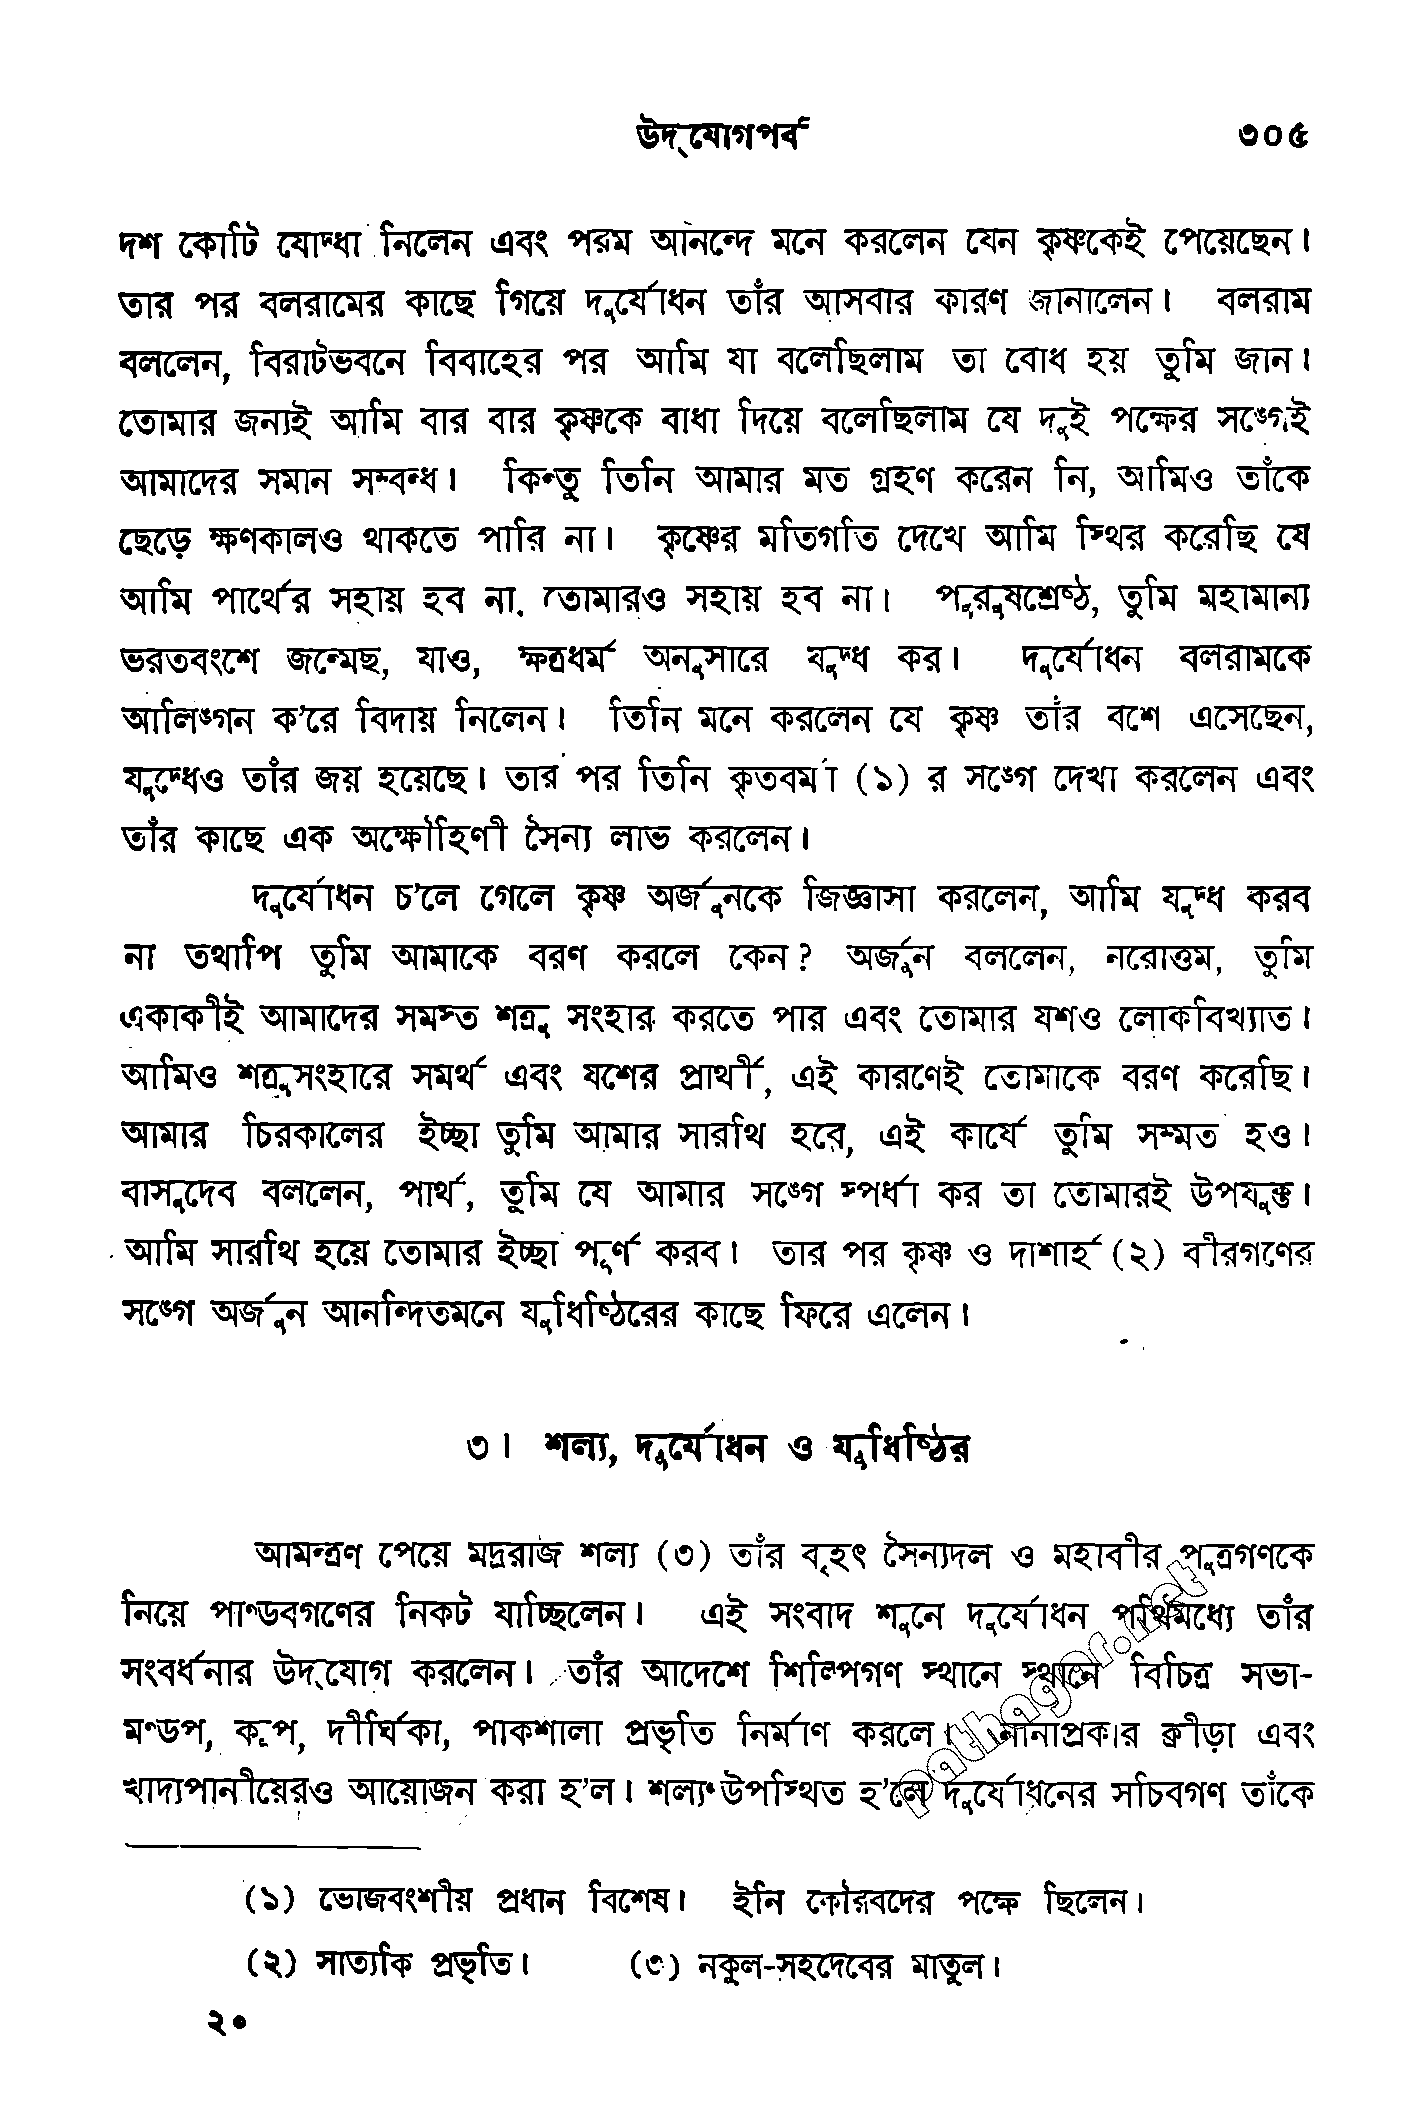 উদ্‌যোগপর্ব ৩০৫
দশ কোটি যোদ্ধা নিলেন এবং পরম আনন্দে মনে করলেন যেন কৃষ্ণকেই পেয়েছেন।
তার পর বলরামের কাছে গিয়ে দুর্যোধন তাঁর আসবার কারণ জানালেন। বলরাম
বললেন, বিরাটভবনে বিবাহের পর আমি যা বলেছিলাম তা বোধ হয় তুমি জান।
তোমার জন্যই আমি বার বার কৃষ্ণকে বাধা দিয়ে বলেছিলাম যে দুই পক্ষের সঙ্গেই
আমাদের সমান সম্বন্ধ। কিন্তু তিনি আমার মত গ্রহণ করেন নি, আমিও তাঁকে
ছেড়ে ক্ষণকালও থাকতে পারি না। কৃষ্ণের মতিগতি দেখে আমি স্থির করেছি যে
আমি পার্থের সহায় হব না, তোমারও সহায় হব না। পুরুষশ্রেষ্ঠ, তুমি মহামান্য
ভরতবংশে জন্মেছ, যাও, ক্ষত্রধর্ম অনুসারে যুদ্ধ কর। দুর্যোধন বলরামকে
আলিঙ্গন ক'রে বিদায় নিলেন। তিনি মনে করলেন যে কৃষ্ণ তাঁর বশে এসেছেন,
যুদ্ধেও তাঁর জয় হয়েছে। তার পর তিনি কৃতবর্মা (১) র সঙ্গে দেখা করলেন এবং
তাঁর কাছে এক অক্ষৌহিণী সৈন্য লাভ করলেন।
দুর্যোধন চ'লে গেলে কৃষ্ণ অর্জুনকে জিজ্ঞাসা করলেন, আমি যুদ্ধ করব
না তথাপি তুমি আমাকে বরণ করলে কেন? অর্জুন বললেন, নরোত্তম, তুমি
একাকীই আমাদের সমস্ত শত্রু সংহার করতে পার এবং তোমার যশও লোকবিখ্যাত।
আমিও শত্রুসংহারে সমর্থ এবং যশের প্রার্থী, এই কারণেই তোমাকে বরণ করেছি।
আমার চিরকালের ইচ্ছা তুমি আমার সারথি হবে, এই কার্যে তুমি সম্মত হও।
বাসুদেব বললেন, পার্থ, তুমি যে আমার সঙ্গে স্পর্ধা কর তা তোমারই উপযুক্ত।
আমি সারথি হয়ে তোমার ইচ্ছা পূর্ণ করব। তার পর কৃষ্ণ ও দাশার্হ (২) বীরগণের
সঙ্গে অর্জুন আনন্দিতমনে যুধিষ্ঠিরের কাছে ফিরে এলেন।
৩। শল্য, দুর্যোধন ও যুধিষ্ঠির
আমন্ত্রণ পেয়ে মদ্ররাজ শল্য (৩) তাঁর বৃহৎ সৈন্যদল ও মহাবীর পুত্রগণকে
নিয়ে পাণ্ডবগণের নিকট যাচ্ছিলেন। এই সংবাদ শুনে দুর্যোধন পথিমধ্যে তাঁর
সংবর্ধনার উদ্‌যোগ করলেন। তাঁর আদেশে শিল্পিগণ স্থানে স্থানে বিচিত্র সভা-
মণ্ডপ, কূপ, দীর্ঘিকা, পাকশালা প্রভৃতি নির্মাণ করলে। নানাপ্রকার ক্রীড়া এবং
খাদ্যপানীয়েরও আয়োজন করা হ'ল। শল্য উপস্থিত হ'লে দুর্যোধনের সচিবগণ তাঁকে
(১) ভোজবংশীয় প্রধান বিশেষ। ইনি কৌরবদের পক্ষে ছিলেন।
(২) সাত্যকি প্রভৃতি। (৩) নকুল-সহদেবের মাতুল।
২০
pathagar.net